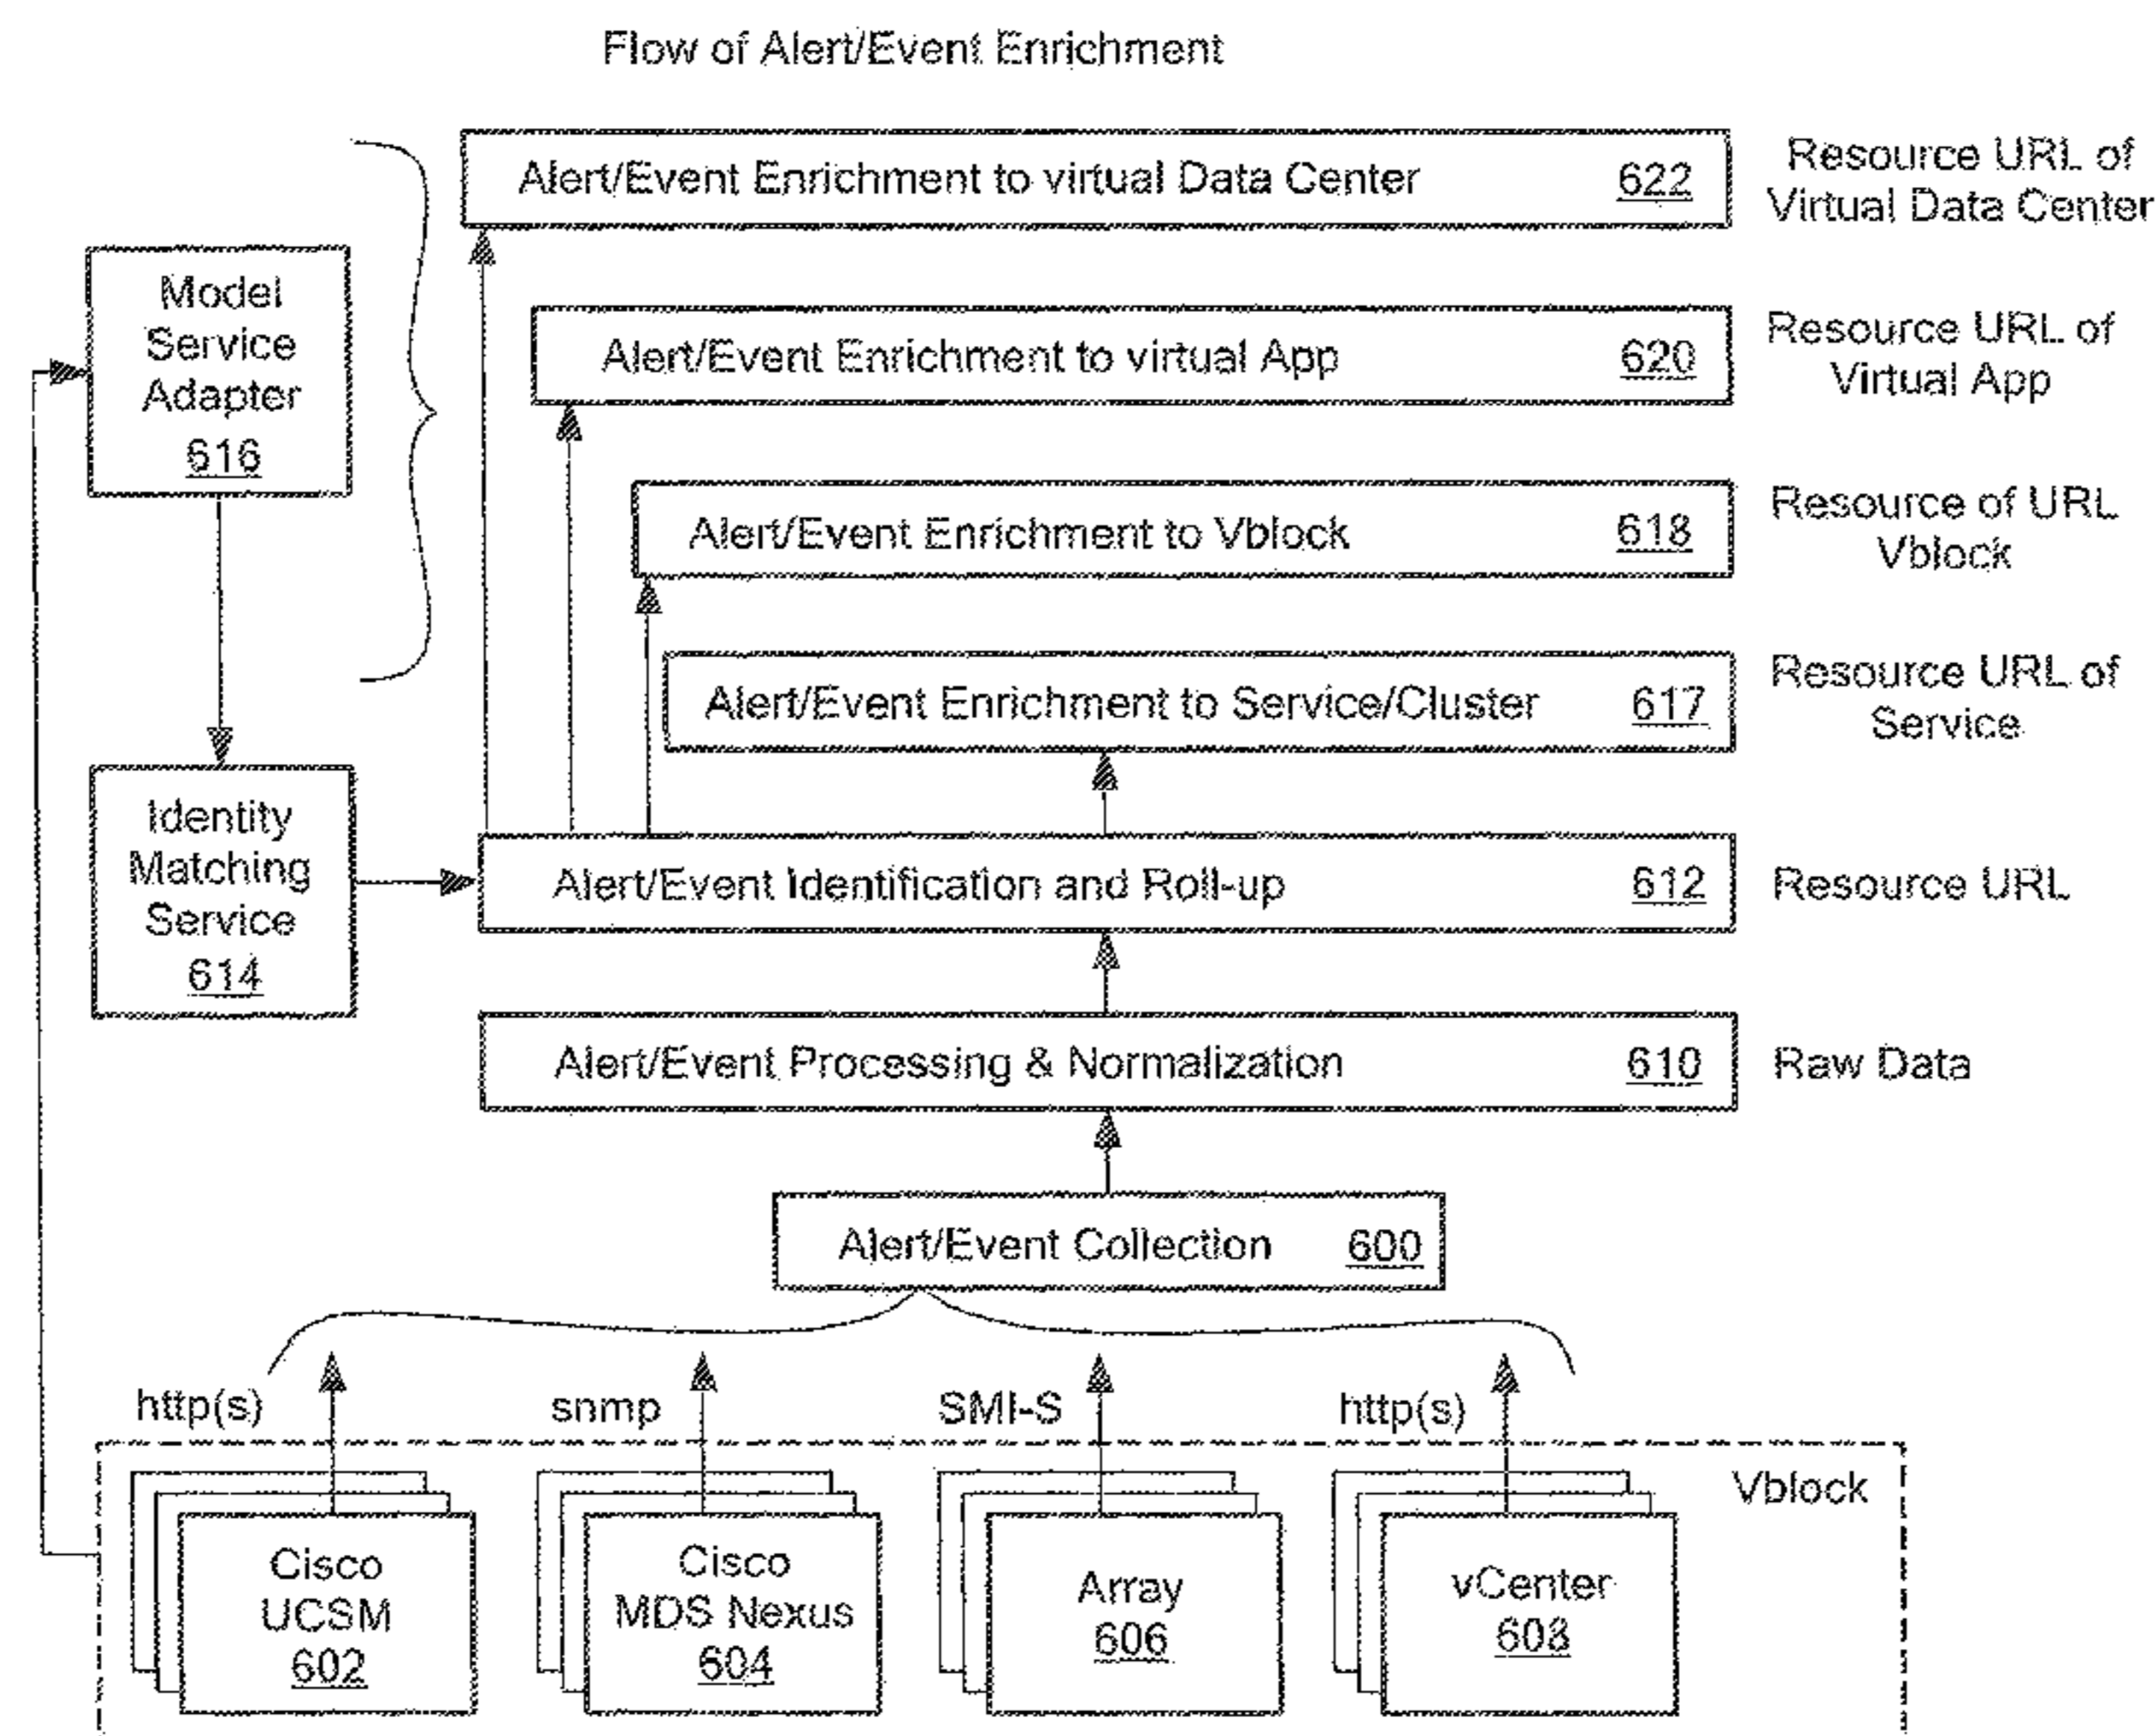 Flow of Alert/Event Enrichment
Alert/Event Enrichment to virtual Data Center 622
Resource URL of
Virtual Data Center
Model
Service
Adapter
616
Alert/Event Enrichment to virtual App 620
Resource URL of
Virtual App
Alert/Event Enrichment to Vblock 618
Resource of URL
Vblock
Alert/Event Enrichment to Service/Cluster 617
Resource URL of
Service
Identity
Matching
Service
614
Alert/Event Identification and Roll-up 612
Resource URL
Alert/Event Processing & Normalization 610
Raw Data
Alert/Event Collection 600
http(s)
snmp
SMI-S
http(s)
Vblock
Cisco
UCSM
602
Cisco
MDS Nexus
604
Array
606
vCenter
608